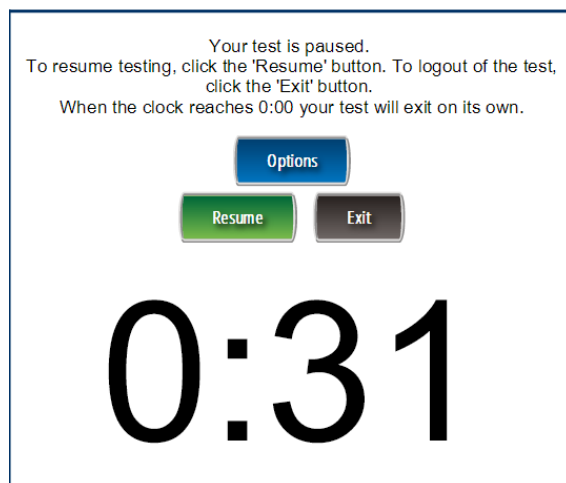 Your test is paused.
To resume testing, click the 'Resume' button. To logout of the test,
click the 'Exit' button.
When the clock reaches 0:00 your test will exit on its own.
Options
Resume Exit
0:31